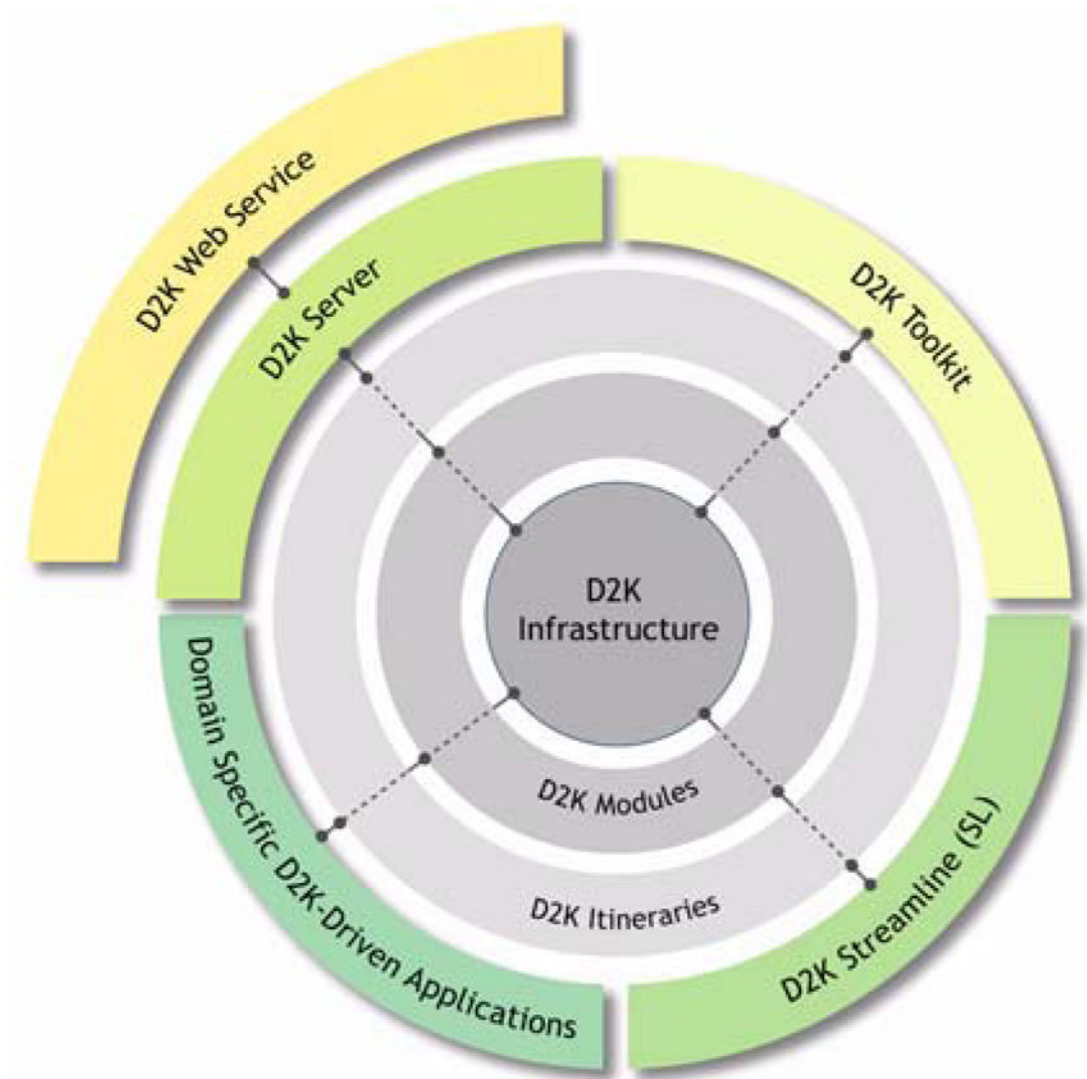 D2K Web Service
D2K Server
D2K Toolkit
D2K
Infrastructure
D2K Modules
D2K Itineraries
Domain Specific D2K-Driven Applications
D2K Streamline (SL)